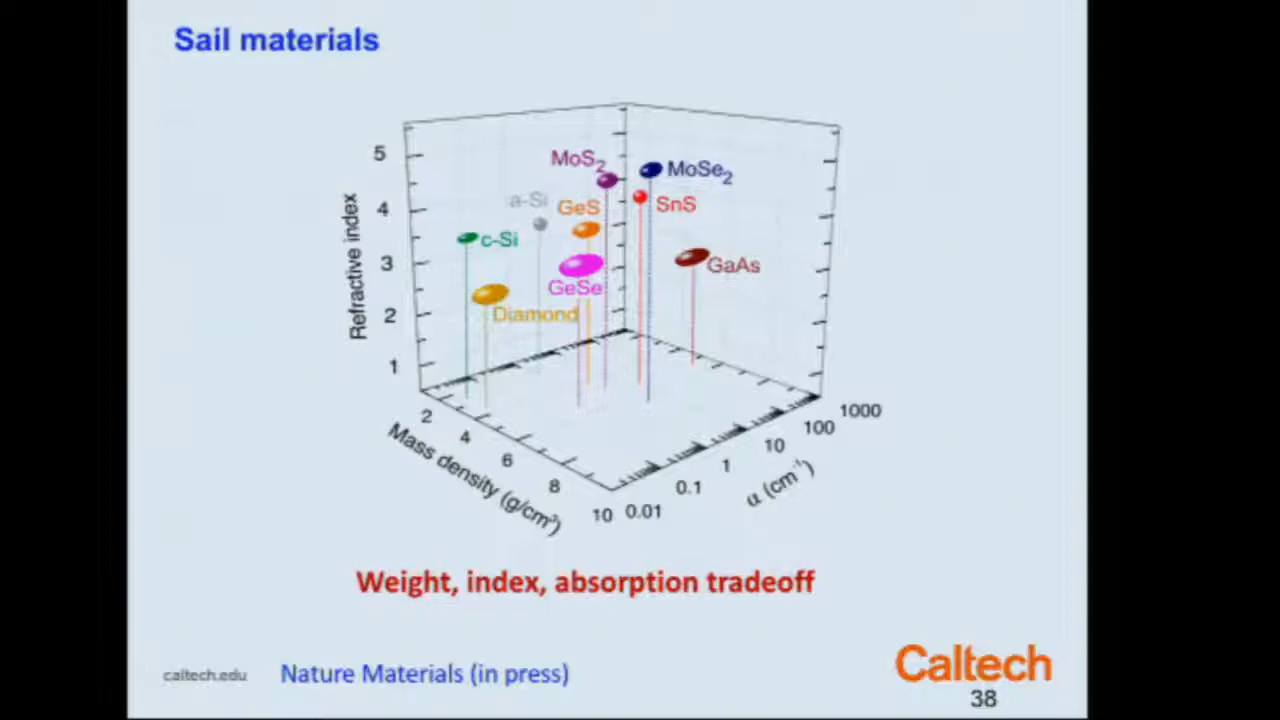 Sail materials
5
4
3
2
1
Refractive index
MoS₂
MoSe₂
a-Si
GeS
SnS
c-Si
GaAs
GeSe
Diamond
2
4
6
8
10
Mass density (g/cm³)
0.01
0.1
1
10
100
1000
α (cm⁻¹)
Weight, index, absorption tradeoff
caltech.edu
Nature Materials (in press)
Caltech
38